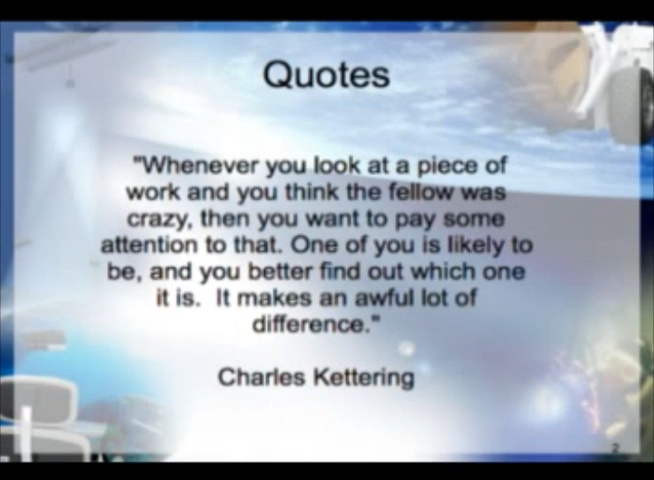 Quotes
"Whenever you look at a piece of
work and you think the fellow was
crazy, then you want to pay some
attention to that. One of you is likely to
be, and you better find out which one
it is.  It makes an awful lot of
difference."
Charles Kettering
2